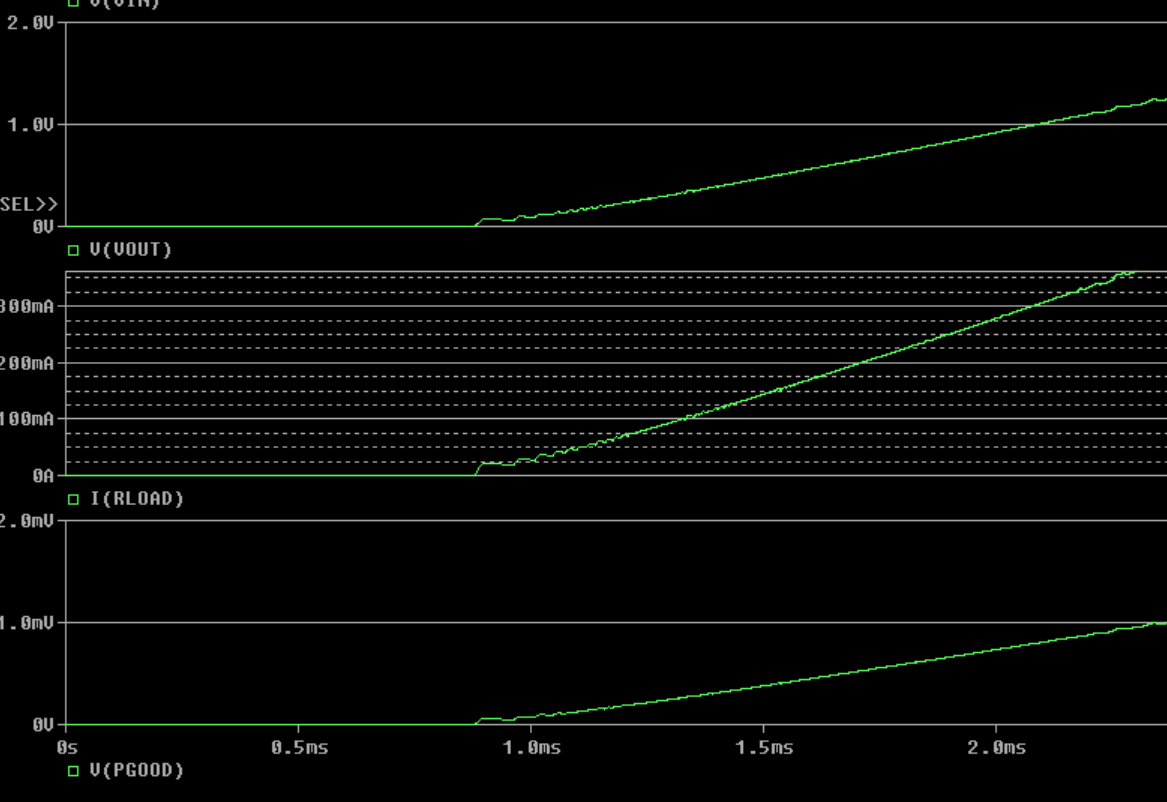 V(VIN)
2.0V
1.0V
SEL>>
0V
V(VOUT)
300mA
200mA
100mA
0A
I(RLOAD)
2.0mV
1.0mV
0V
0s 0.5ms 1.0ms 1.5ms 2.0ms
V(PGOOD)